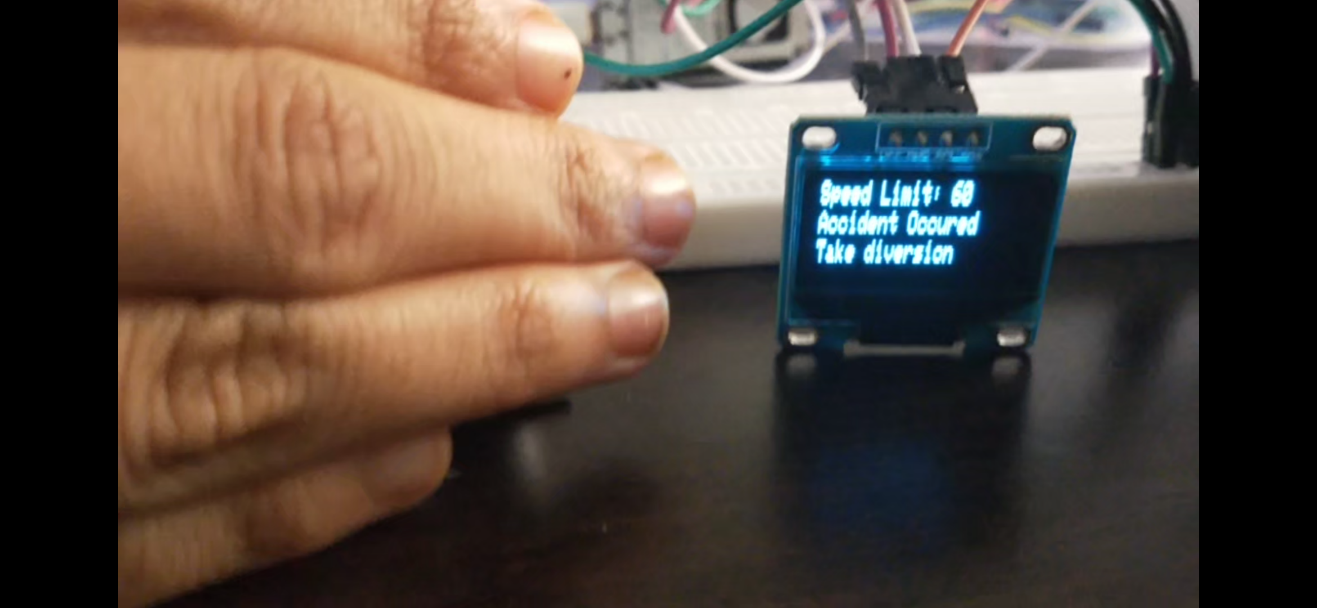 Speed Limit: 60
Accident Occured
Take diversion